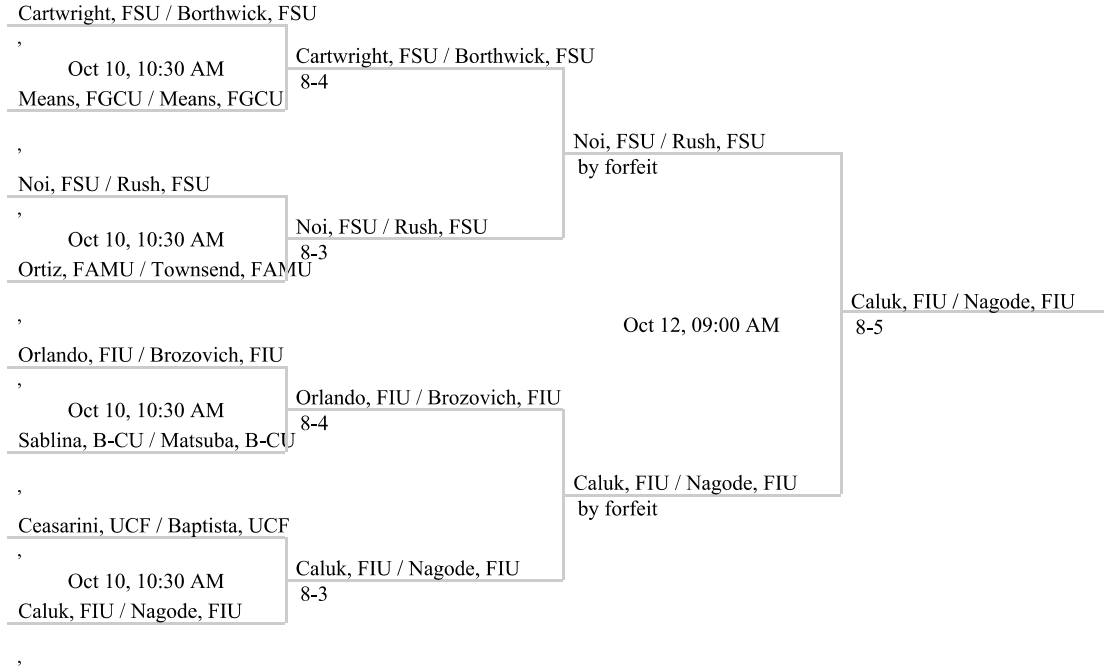 Cartwright, FSU / Borthwick, FSU
,
Oct 10, 10:30 AM
Means, FGCU / Means, FGCU
,
Noi, FSU / Rush, FSU
,
Oct 10, 10:30 AM
Ortiz, FAMU / Townsend, FAMU
,
Orlando, FIU / Brozovich, FIU
,
Oct 10, 10:30 AM
Sablina, B-CU / Matsuba, B-CU
,
Ceasarini, UCF / Baptista, UCF
,
Oct 10, 10:30 AM
Caluk, FIU / Nagode, FIU
,
Cartwright, FSU / Borthwick, FSU
8-4
Noi, FSU / Rush, FSU
8-3
Orlando, FIU / Brozovich, FIU
8-4
Caluk, FIU / Nagode, FIU
8-3
Noi, FSU / Rush, FSU
by forfeit
Oct 12, 09:00 AM
Caluk, FIU / Nagode, FIU
by forfeit
Caluk, FIU / Nagode, FIU
8-5